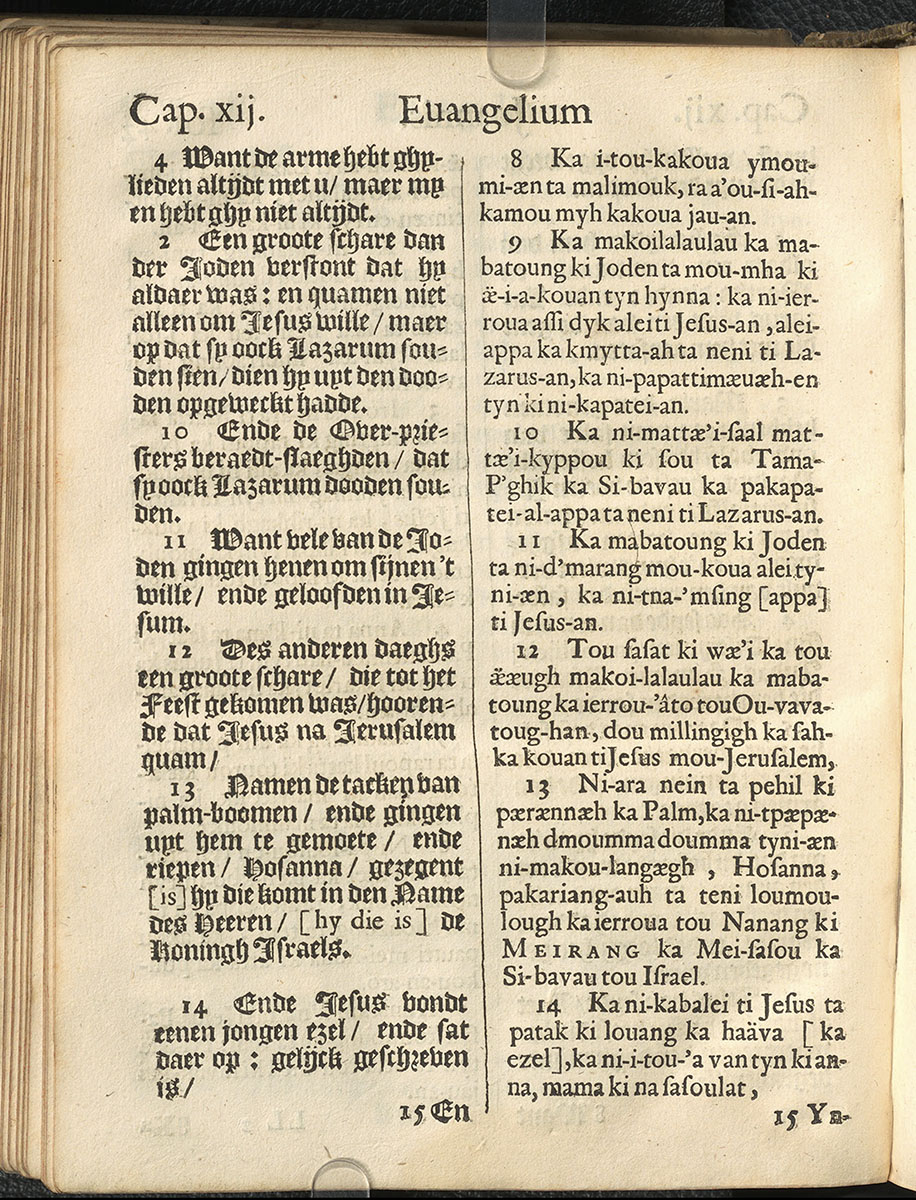 Cap. xij.
Euangelium
4 Want de arme hebt ghy-
lieden altijdt met u/ maer my
en hebt ghy niet altijdt.
2 Een groote schare dan
der Joden verstont dat hy
aldaer was: en quamen niet
alleen om Jesus wille/ maer
op dat sy oock Lazarum sou-
den sien/ dien hy uyt den doo-
den opgeweckt hadde.
10 Ende de Over-prie-
sters beraedt-slaeghden/ dat
sy oock Lazarum dooden sou-
den.
11 Want vele van de Jo-
den gingen henen om sijnen 't
wille/ ende geloofden in Je-
sum.
12 Des anderen daeghs
een groote schare/ die tot het
Feest gekomen was/ hooren-
de dat Jesus na Jerusalem
quam/
13 Namen de tacken van
palm-boomen/ ende gingen
uyt hem te gemoete/ ende
riepen/ Hosanna/ gezegent
[is] hy die komt in den Name
des Heeren/ [hy die is] de
Koningh Israels.
14 Ende Jesus vondt
eenen jongen ezel/ ende sat
daer op: gelijck geschreven
is/
15 En
8 Ka i-tou-kakoua ymou-
mi-æn ta malimouk, ra a'ou-ſi-ah-
kamou myh kakoua jau-an.
9 Ka makoilalaulau ka ma-
batoung ki Joden ta mou-mha ki
æ̈-i-a-kouan tyn hynna: ka ni-ier-
roua aſſi dyk alei ti Jeſus-an, alei-
appa ka kmytta-ah ta neni ti La-
zarus-an, ka ni-papattimæuæh-en
tyn ki ni-kapatei-an.
10 Ka ni-mattæ'i-ſaal mat-
tæ'i-kyppou ki ſou ta Tama-
P'ghik ka Si-bavau ka pakapa-
tei-al-appa ta neni ti Lazarus-an.
11 Ka mabatoung ki Joden
ta ni-d'marang mou-koua alei ty-
ni-æn, ka ni-tna-'mſing [appa]
ti Jeſus-an.
12 Tou ſaſat ki wæ'i ka tou
æ̈æugh makoi-lalaulau ka maba-
toung ka ierrou-'âto tou Ou-vava-
toug-han, dou millingigh ka ſah-
ka kouan ti Jeſus mou-Jeruſalem,
13 Ni-ara nein ta pehil ki
pæræennæh ka Palm, ka ni-tpæpæ-
næh dmoumma doumma tyni-æn
ni-makou-langægh, Hoſanna,
pakariang-auh ta teni loumou-
lough ka ierroua tou Nanang ki
MEIRANG ka Mei-ſaſou ka
Si-bavau tou Iſrael.
14 Ka ni-kabalei ti Jeſus ta
patak ki louang ka haäva [ka
ezel], ka ni-i-tou-'a van tyn ki an-
na, mama ki na ſaſoulat,
15 Yn-